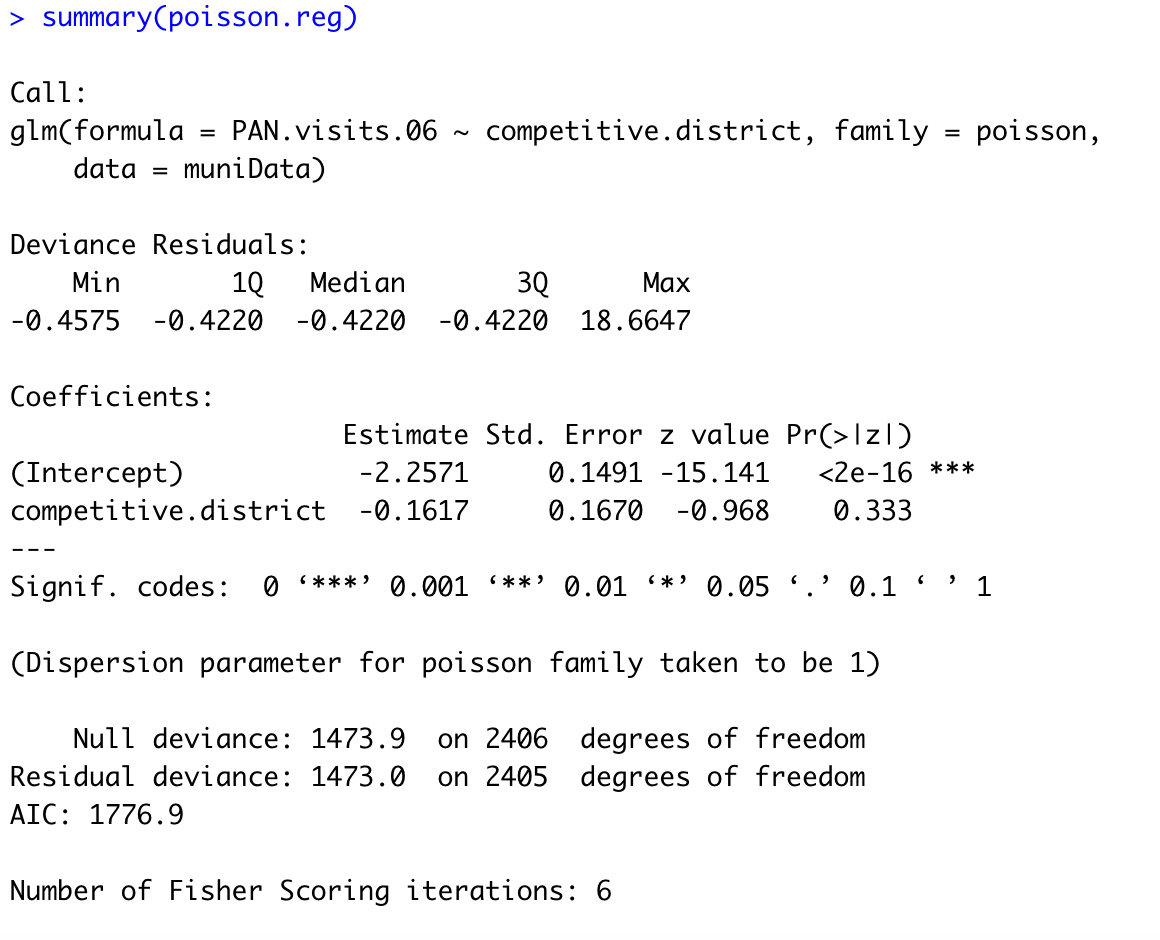 > summary(poisson.reg)
Call:
glm(formula = PAN.visits.06 ~ competitive.district, family = poisson,
    data = muniData)
Deviance Residuals:
    Min       1Q   Median       3Q      Max
-0.4575  -0.4220  -0.4220  -0.4220  18.6647
Coefficients:
                     Estimate Std. Error z value Pr(>|z|)
(Intercept)           -2.2571     0.1491 -15.141   <2e-16 ***
competitive.district  -0.1617     0.1670  -0.968    0.333
---
Signif. codes:  0 ‘***’ 0.001 ‘**’ 0.01 ‘*’ 0.05 ‘.’ 0.1 ‘ ’ 1
(Dispersion parameter for poisson family taken to be 1)
    Null deviance: 1473.9  on 2406  degrees of freedom
Residual deviance: 1473.0  on 2405  degrees of freedom
AIC: 1776.9
Number of Fisher Scoring iterations: 6